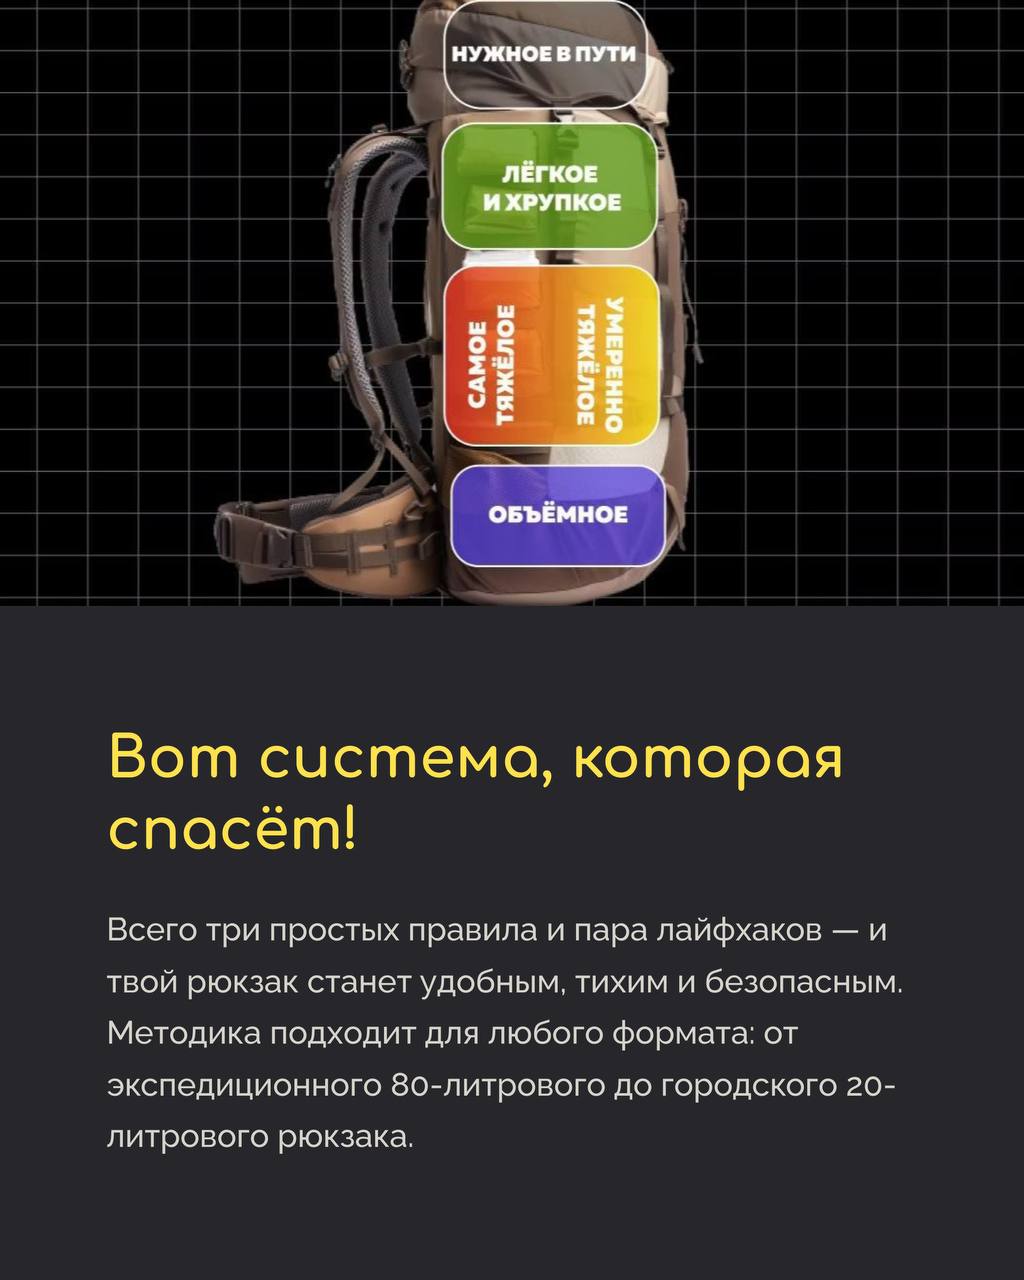 НУЖНОЕ В ПУТИ
ЛЁГКОЕ
И ХРУПКОЕ
САМОЕ
ТЯЖЁЛОЕ
УМЕРЕННО
ТЯЖЁЛОЕ
ОБЪЁМНОЕ
Вот система, которая
спасёт!
Всего три простых правила и пара лайфхаков — и
твой рюкзак станет удобным, тихим и безопасным.
Методика подходит для любого формата: от
экспедиционного 80-литрового до городского 20-
литрового рюкзака.